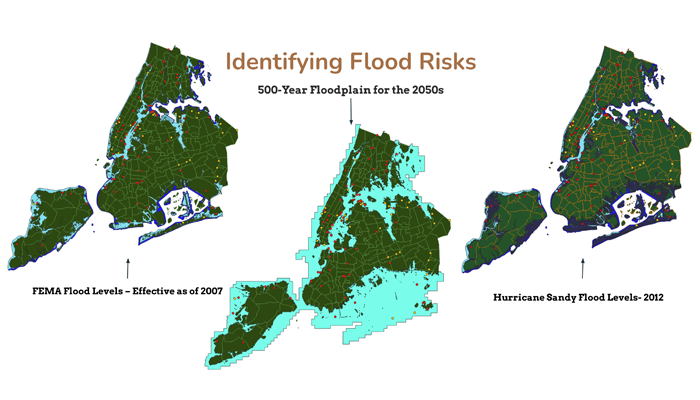 Identifying Flood Risks
500-Year Floodplain for the 2050s
FEMA Flood Levels – Effective as of 2007
Hurricane Sandy Flood Levels- 2012